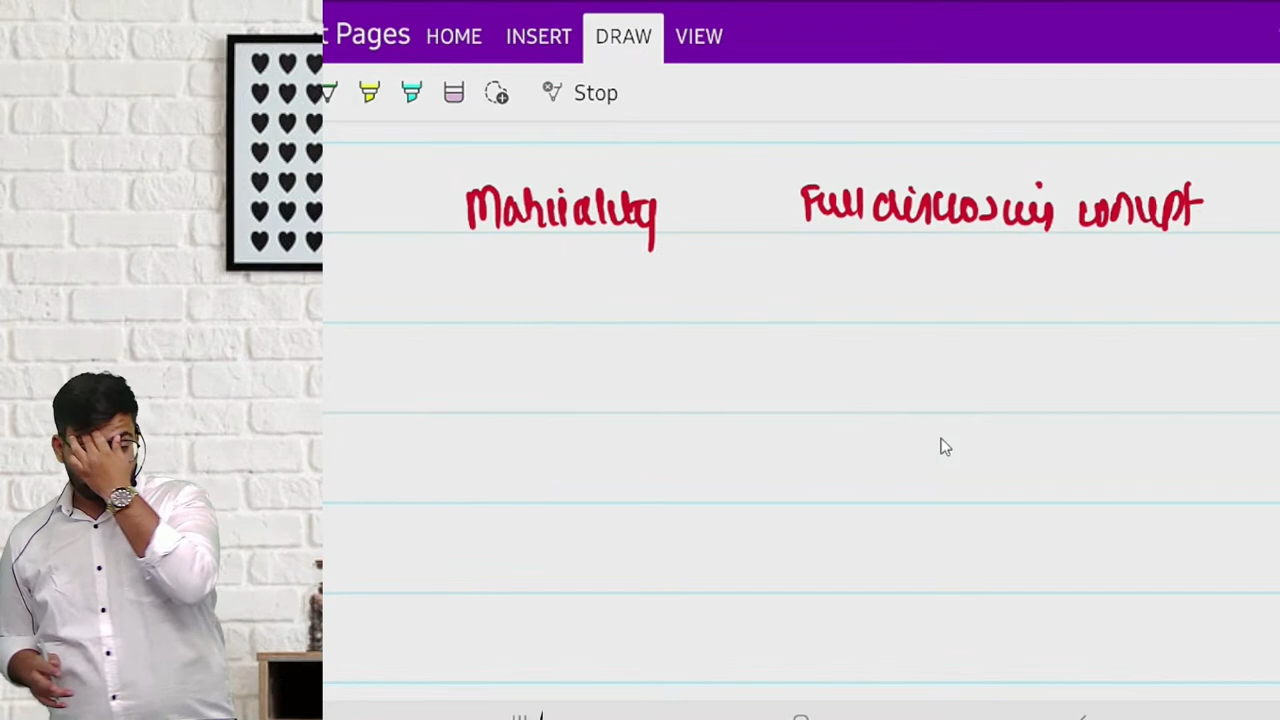 t Pages HOME INSERT DRAW VIEW
Stop
Materiality Full disclosure concept